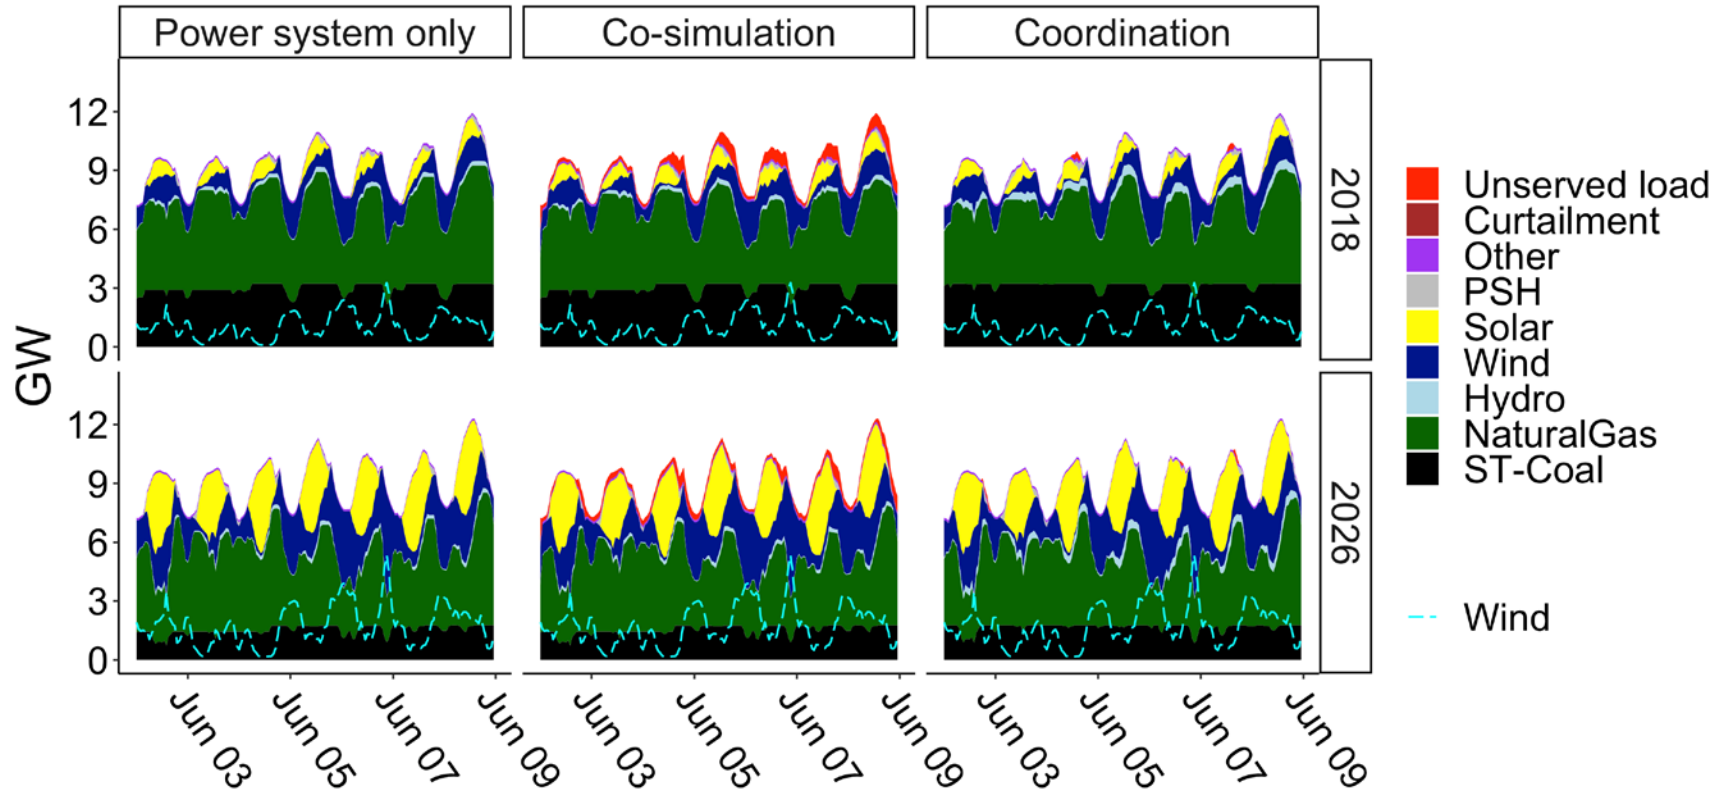 Power system only
Co-simulation
Coordination
12
9
6
3
0
2018
GW
12
9
6
3
0
2026
Jun 03
Jun 05
Jun 07
Jun 09
Jun 03
Jun 05
Jun 07
Jun 09
Jun 03
Jun 05
Jun 07
Jun 09
Unserved load
Curtailment
Other
PSH
Solar
Wind
Hydro
NaturalGas
ST-Coal
Wind